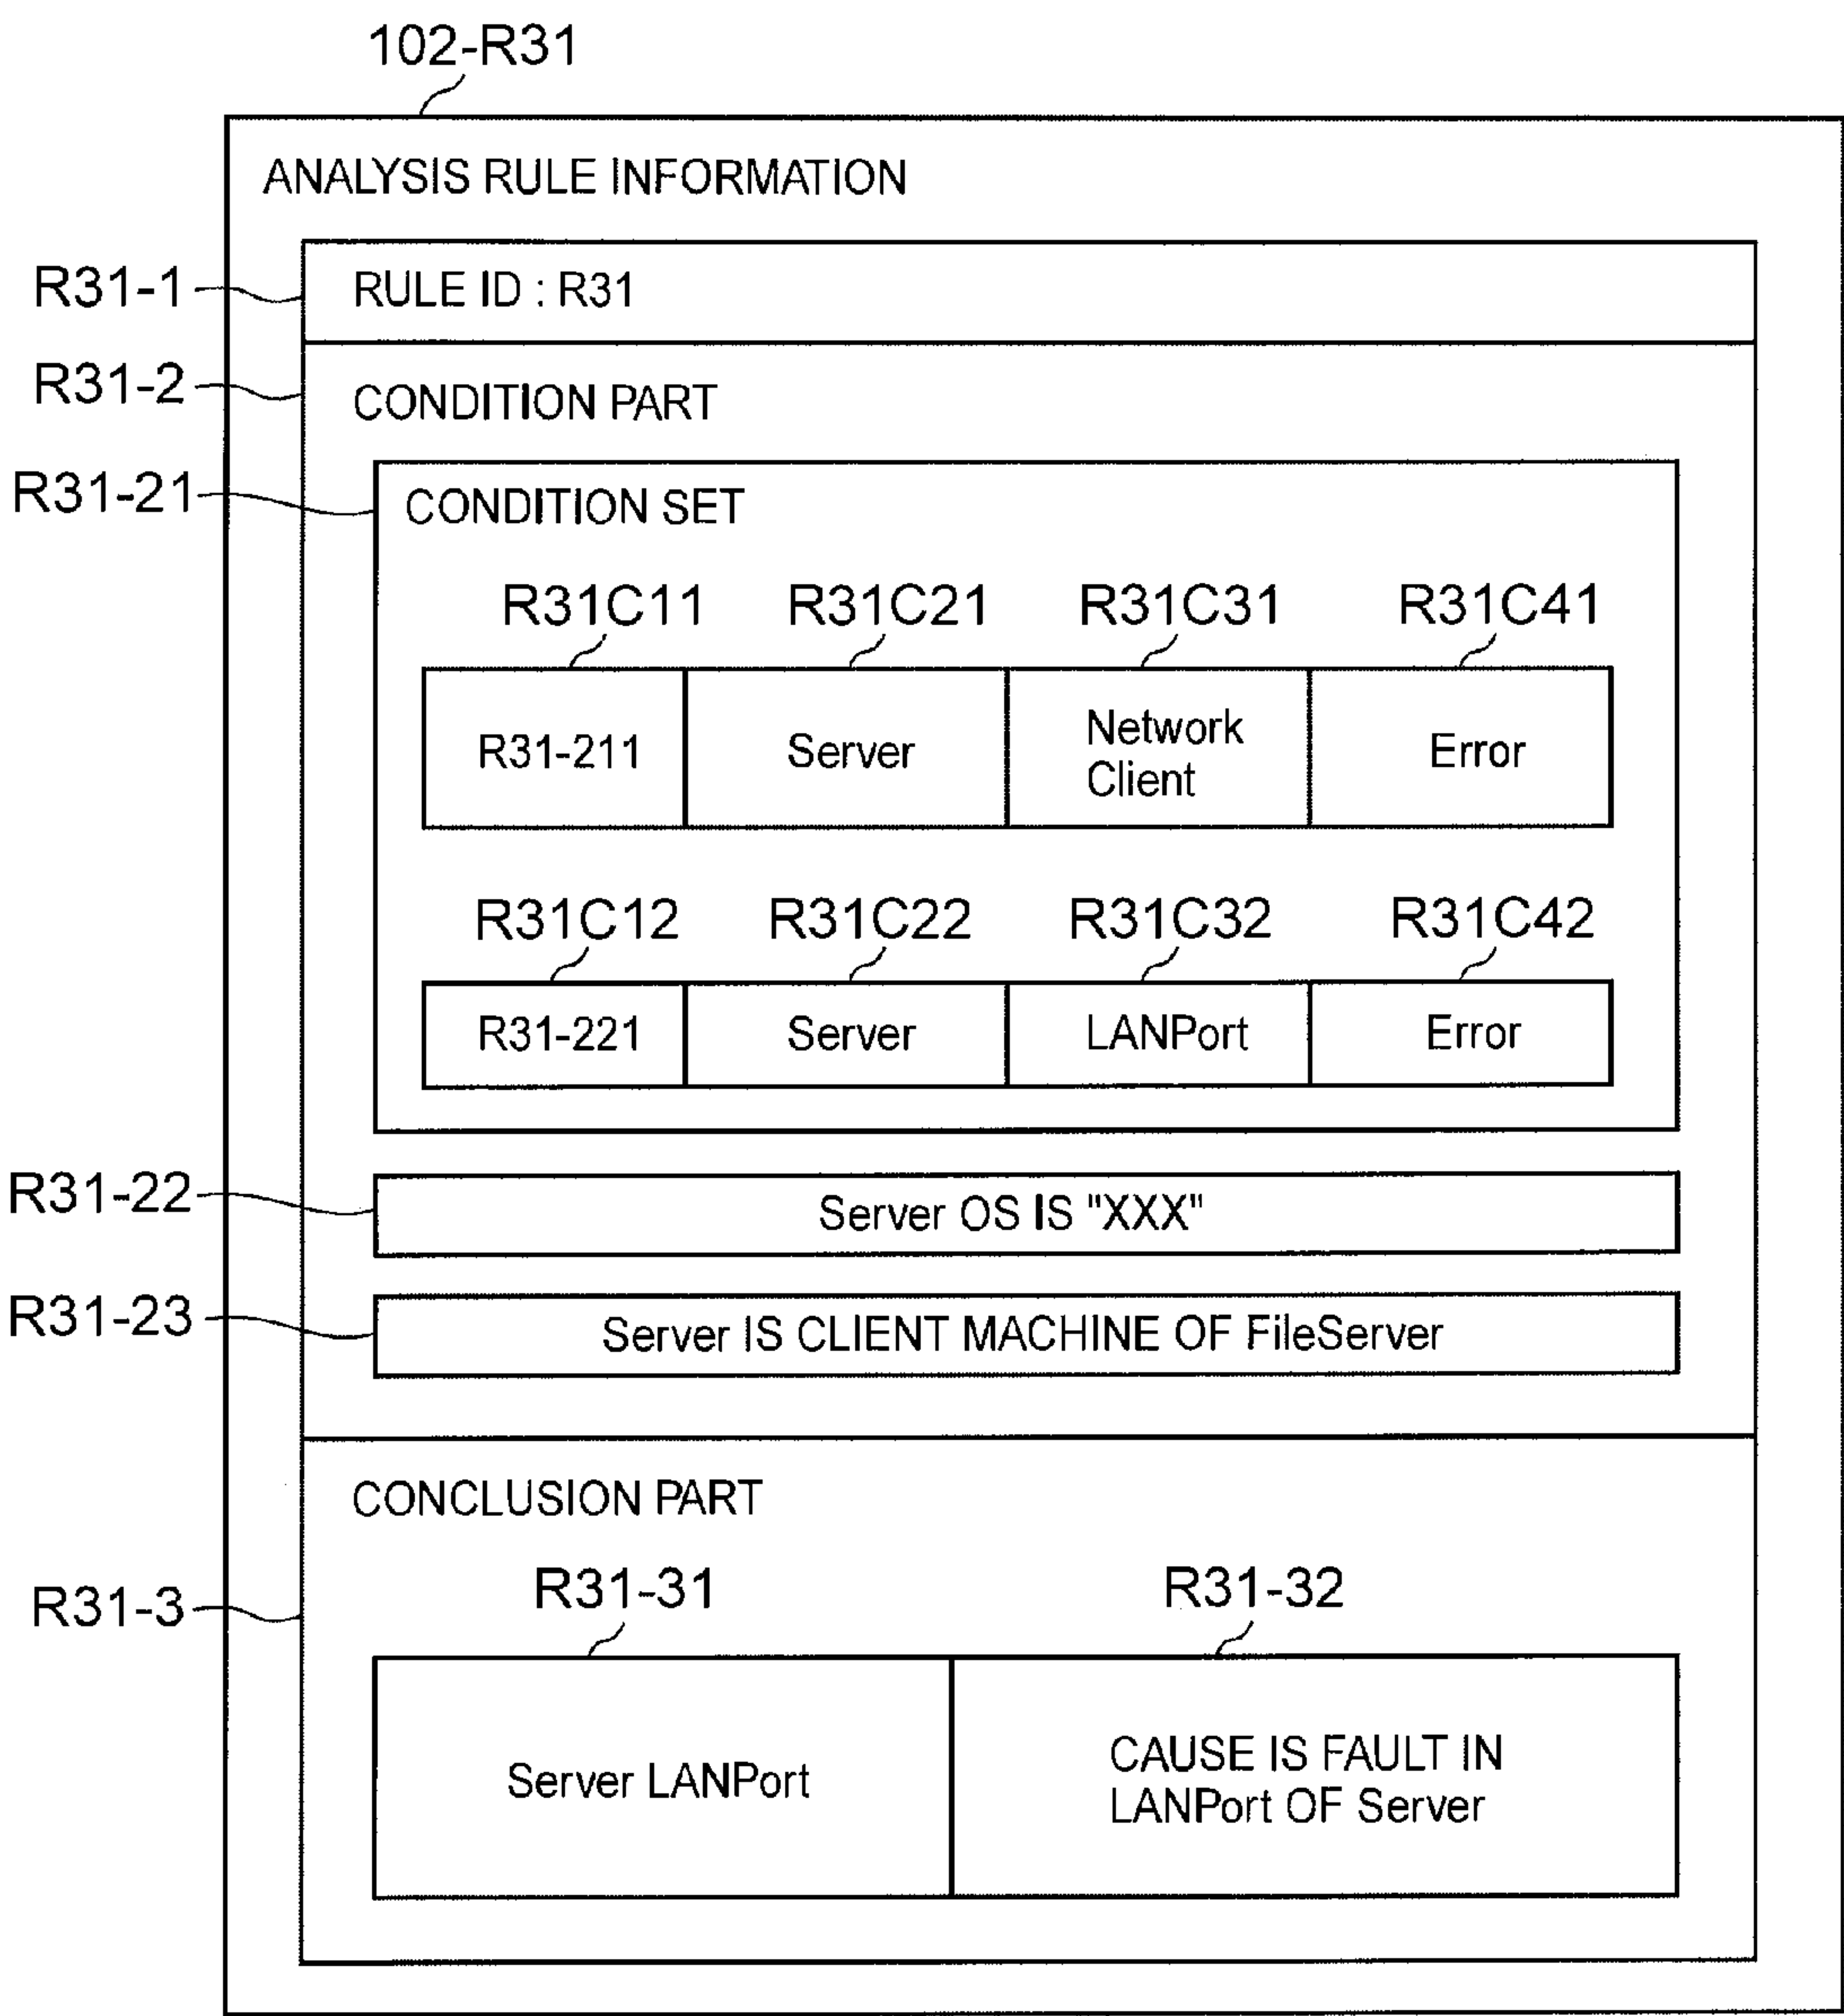 102-R31
ANALYSIS RULE INFORMATION
R31-1
RULE ID : R31
R31-2
CONDITION PART
R31-21
CONDITION SET
R31C11 R31C21 R31C31 R31C41
R31-211 Server Network Client Error
R31C12 R31C22 R31C32 R31C42
R31-221 Server LANPort Error
R31-22
Server OS IS "XXX"
R31-23
Server IS CLIENT MACHINE OF FileServer
CONCLUSION PART
R31-3
R31-31 R31-32
Server LANPort
CAUSE IS FAULT IN
LANPort OF Server